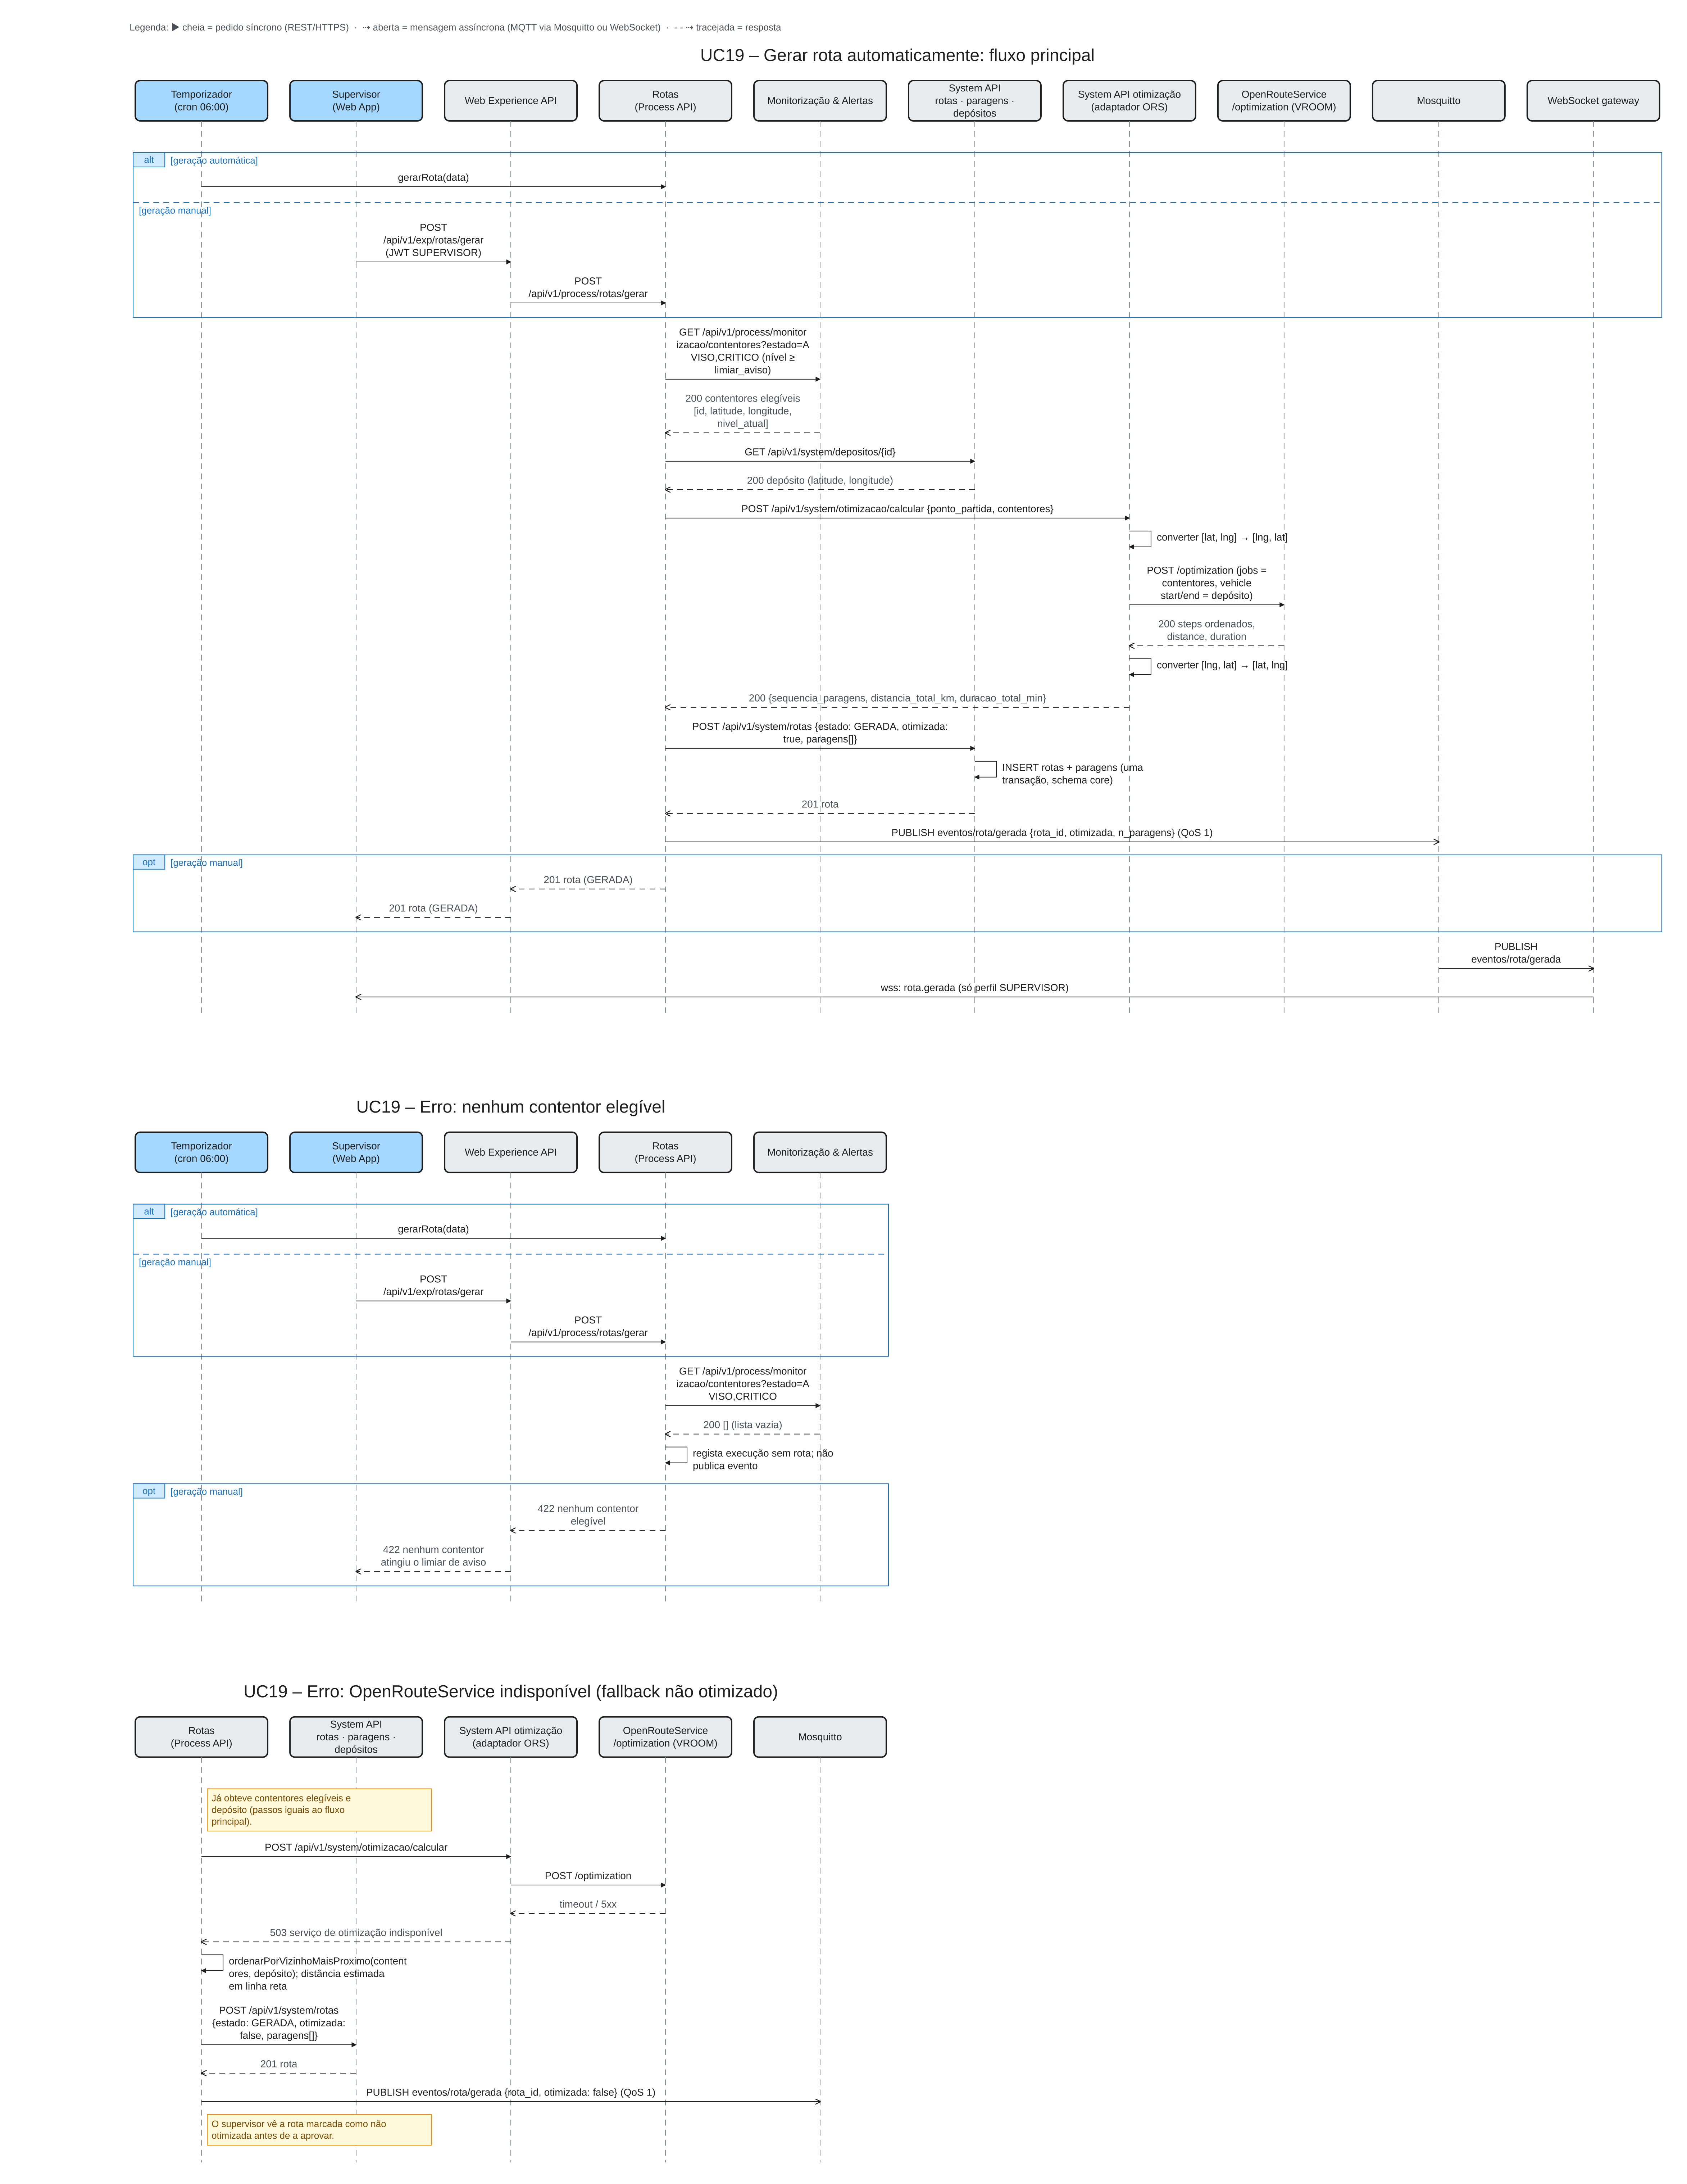 Legenda: ▶ cheia = pedido síncrono (REST/HTTPS) · ⇢ aberta = mensagem assíncrona (MQTT via Mosquitto ou WebSocket) · - - ⇢ tracejada = resposta
UC19 – Gerar rota automaticamente: fluxo principal
Temporizador
(cron 06:00)
Supervisor
(Web App)
Web Experience API
Rotas
(Process API)
Monitorização & Alertas
System API
rotas · paragens ·
depósitos
System API otimização
(adaptador ORS)
OpenRouteService
/optimization (VROOM)
Mosquitto
WebSocket gateway
alt
[geração automática]
gerarRota(data)
[geração manual]
POST
/api/v1/exp/rotas/gerar
(JWT SUPERVISOR)
POST
/api/v1/process/rotas/gerar
GET /api/v1/process/monitor
izacao/contentores?estado=A
VISO,CRITICO (nível ≥
limiar_aviso)
200 contentores elegíveis
[id, latitude, longitude,
nivel_atual]
GET /api/v1/system/depositos/{id}
200 depósito (latitude, longitude)
POST /api/v1/system/otimizacao/calcular {ponto_partida, contentores}
converter [lat, lng] → [lng, lat]
POST /optimization (jobs =
contentores, vehicle
start/end = depósito)
200 steps ordenados,
distance, duration
converter [lng, lat] → [lat, lng]
200 {sequencia_paragens, distancia_total_km, duracao_total_min}
POST /api/v1/system/rotas {estado: GERADA, otimizada:
true, paragens[]}
INSERT rotas + paragens (uma
transação, schema core)
201 rota
PUBLISH eventos/rota/gerada {rota_id, otimizada, n_paragens} (QoS 1)
opt
[geração manual]
201 rota (GERADA)
201 rota (GERADA)
PUBLISH
eventos/rota/gerada
wss: rota.gerada (só perfil SUPERVISOR)
UC19 – Erro: nenhum contentor elegível
Temporizador
(cron 06:00)
Supervisor
(Web App)
Web Experience API
Rotas
(Process API)
Monitorização & Alertas
alt
[geração automática]
gerarRota(data)
[geração manual]
POST
/api/v1/exp/rotas/gerar
POST
/api/v1/process/rotas/gerar
GET /api/v1/process/monitor
izacao/contentores?estado=A
VISO,CRITICO
200 [] (lista vazia)
regista execução sem rota; não
publica evento
opt
[geração manual]
422 nenhum contentor
elegível
422 nenhum contentor
atingiu o limiar de aviso
UC19 – Erro: OpenRouteService indisponível (fallback não otimizado)
Rotas
(Process API)
System API
rotas · paragens ·
depósitos
System API otimização
(adaptador ORS)
OpenRouteService
/optimization (VROOM)
Mosquitto
Já obteve contentores elegíveis e
depósito (passos iguais ao fluxo
principal).
POST /api/v1/system/otimizacao/calcular
POST /optimization
timeout / 5xx
503 serviço de otimização indisponível
ordenarPorVizinhoMaisProximo(content
ores, depósito); distância estimada
em linha reta
POST /api/v1/system/rotas
{estado: GERADA, otimizada:
false, paragens[]}
201 rota
PUBLISH eventos/rota/gerada {rota_id, otimizada: false} (QoS 1)
O supervisor vê a rota marcada como não
otimizada antes de a aprovar.